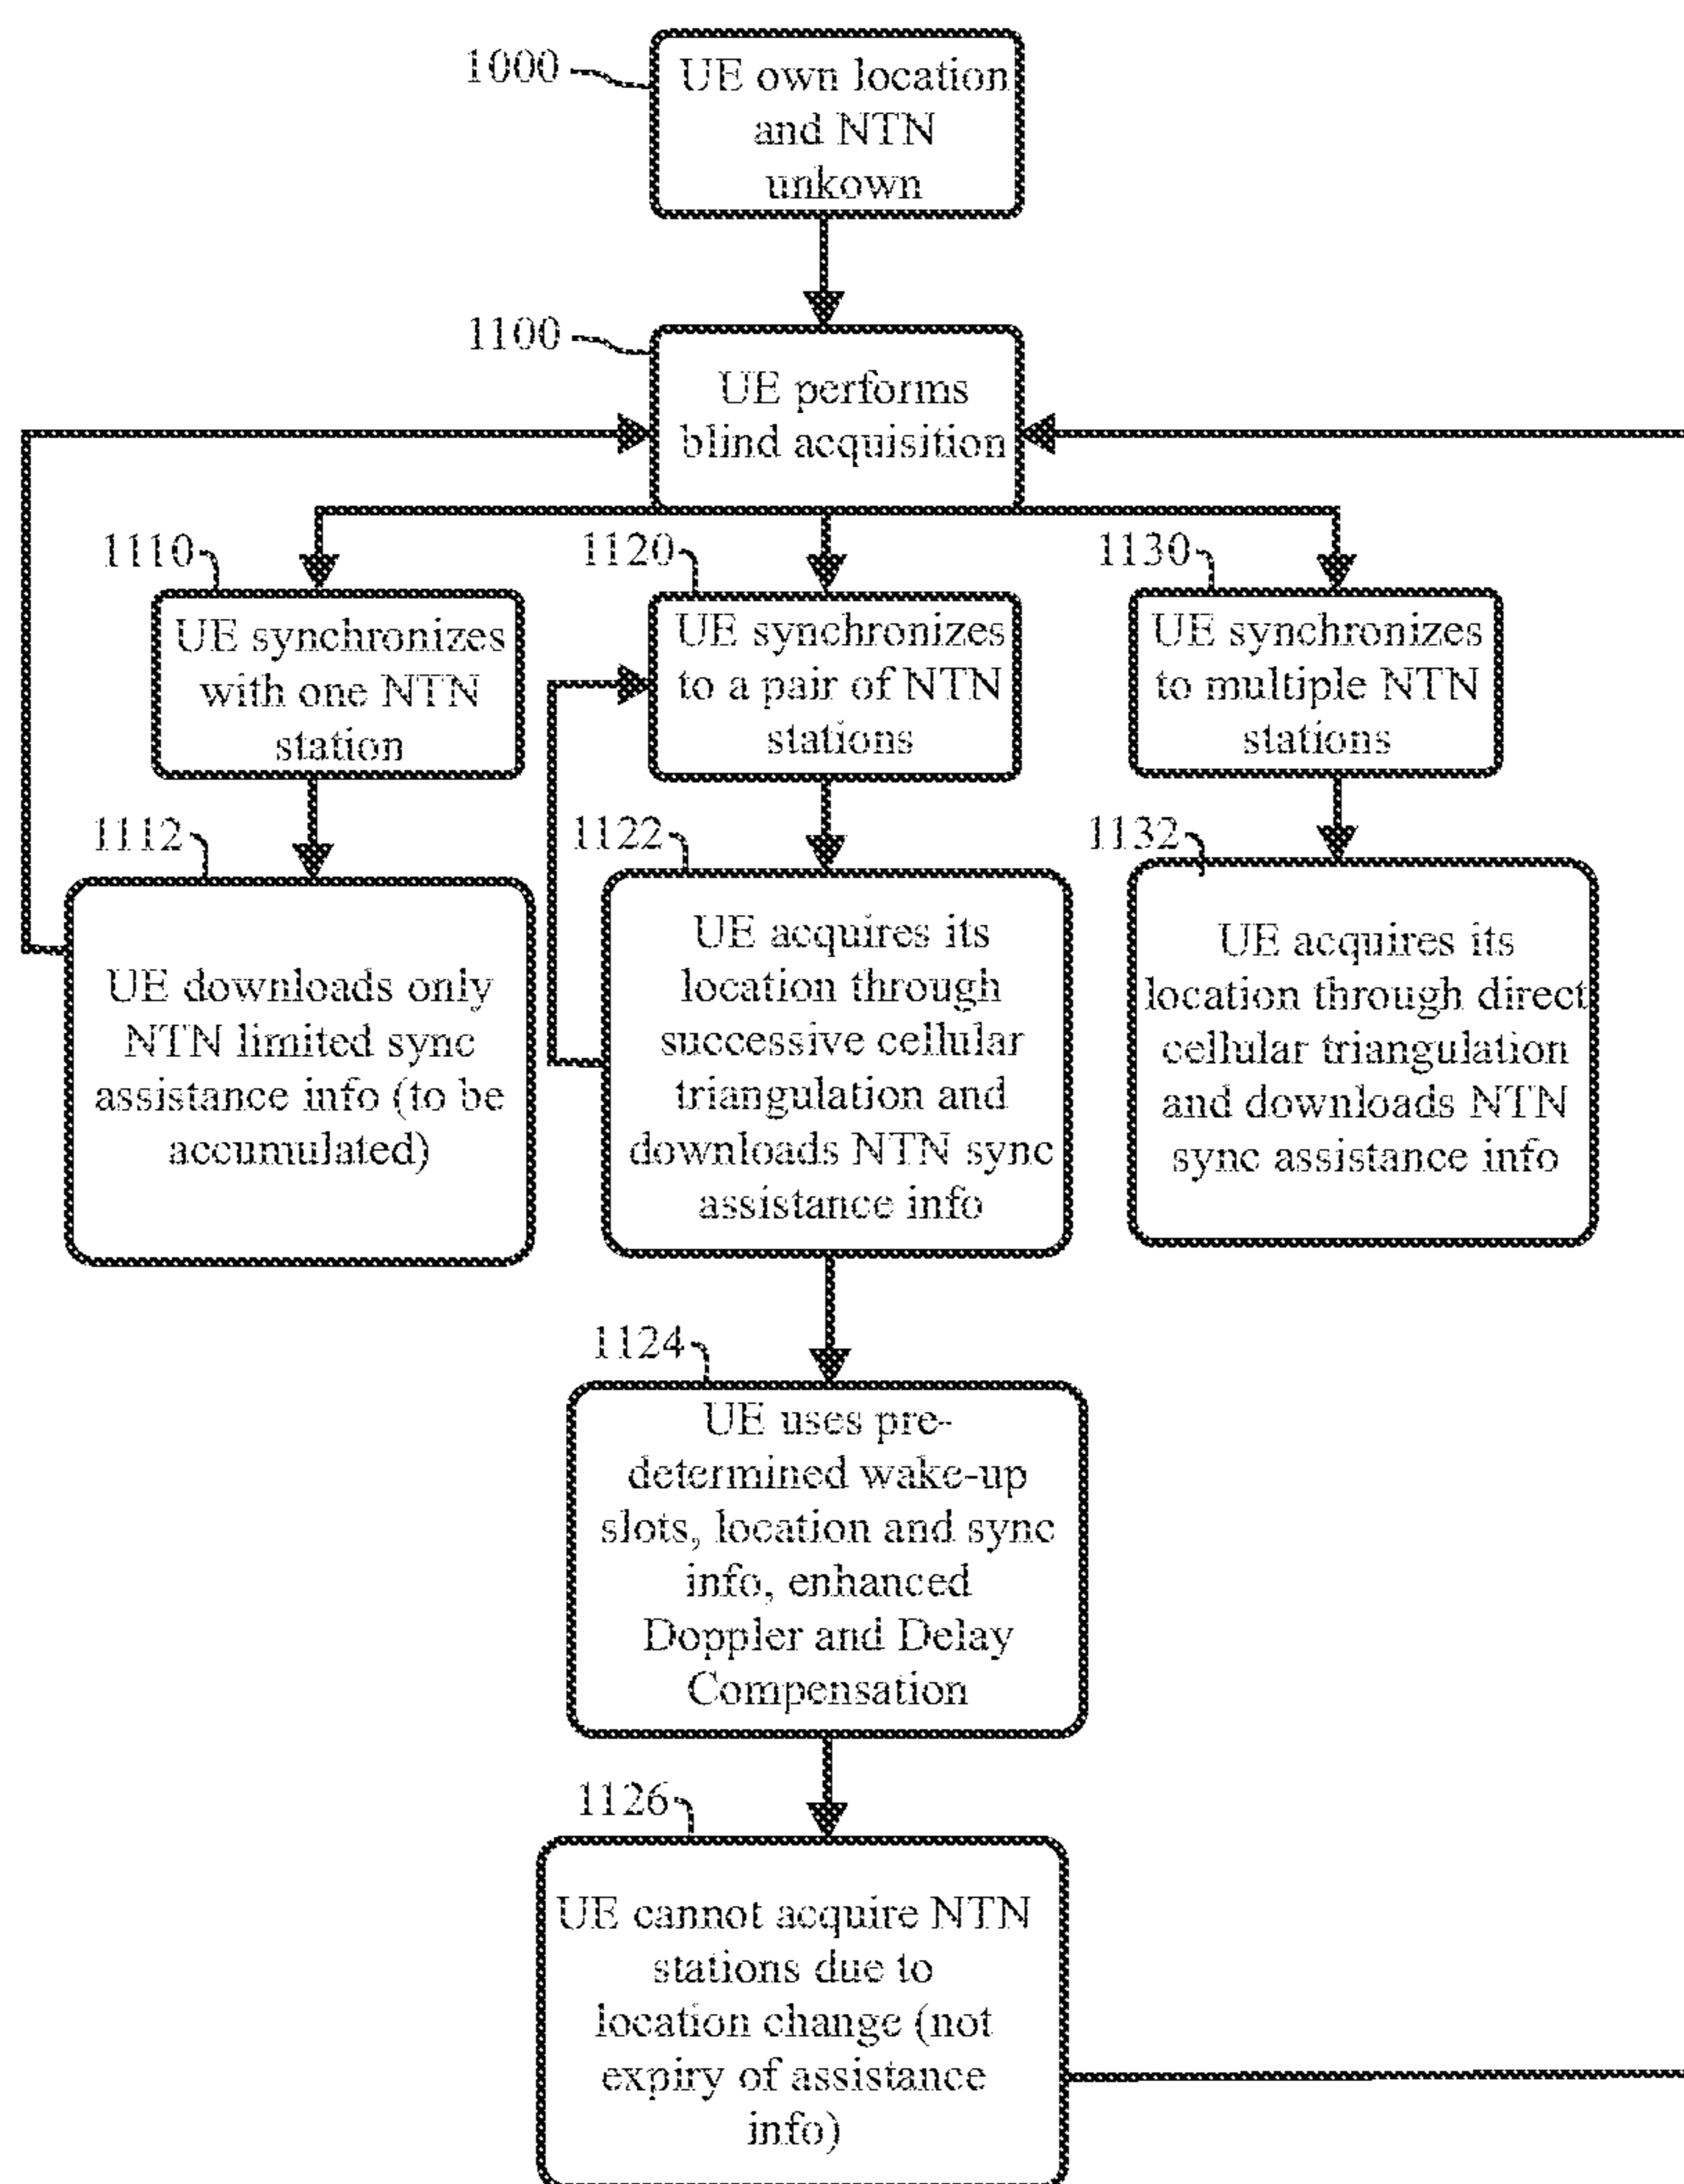 1000
UE own location
and NTN
unkown
1100
UE performs
blind acquisition
1110
UE synchronizes
with one NTN
station
1120
UE synchronizes
to a pair of NTN
stations
1130
UE synchronizes
to multiple NTN
stations
1112
UE downloads only
NTN limited sync
assistance info (to be
accumulated)
1122
UE acquires its
location through
successive cellular
triangulation and
downloads NTN sync
assistance info
1132
UE acquires its
location through direct
cellular triangulation
and downloads NTN
sync assistance info
1124
UE uses pre-
determined wake-up
slots, location and sync
info, enhanced
Doppler and Delay
Compensation
1126
UE cannot acquire NTN
stations due to
location change (not
expiry of assistance
info)